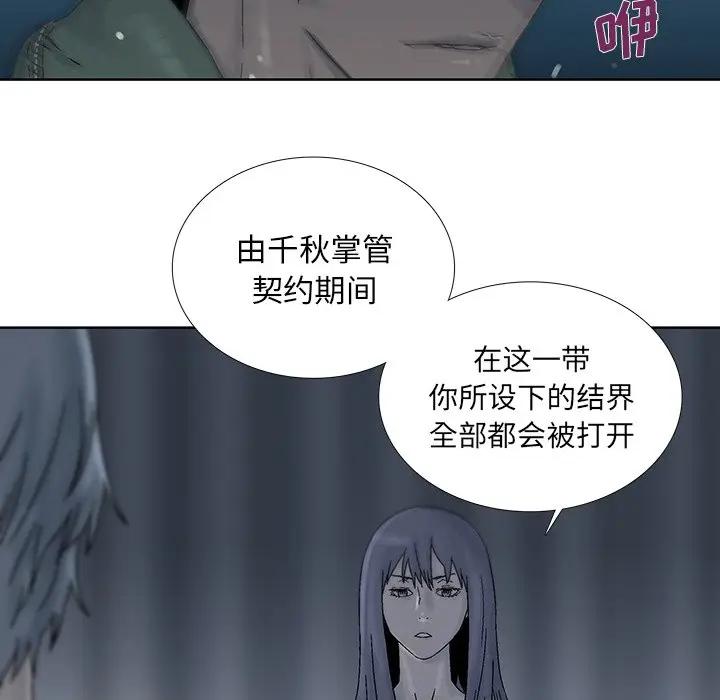 咿
由千秋掌管
契约期间
在这一带
你所设下的结界
全部都会被打开